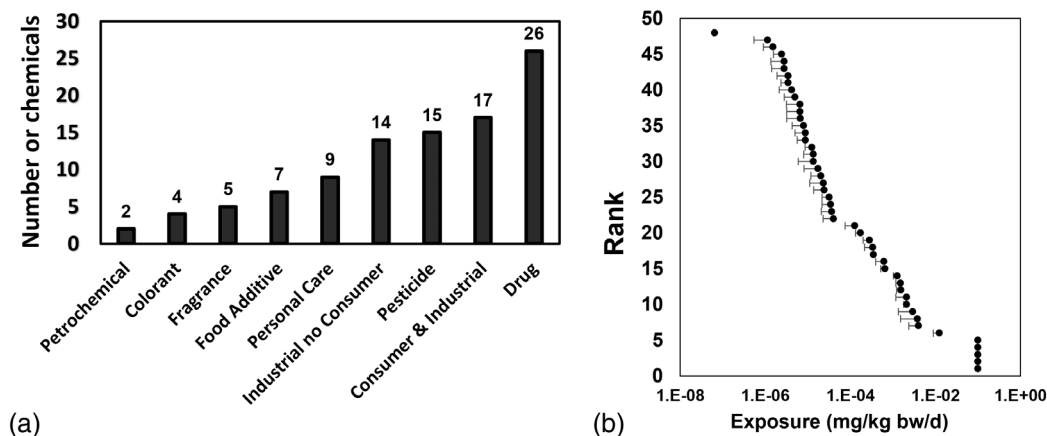 Number or chemicals
30
25
20
15
10
5
0
2
4
5
7
9
14
15
17
26
Petrochemical
Colorant
Fragrance
Food Additive
Personal Care
Industrial no Consumer
Pesticide
Consumer & Industrial
Drug
(a)
Rank
50
45
40
35
30
25
20
15
10
5
0
1.E-08 1.E-06 1.E-04 1.E-02 1.E+00
Exposure (mg/kg bw/d)
(b)